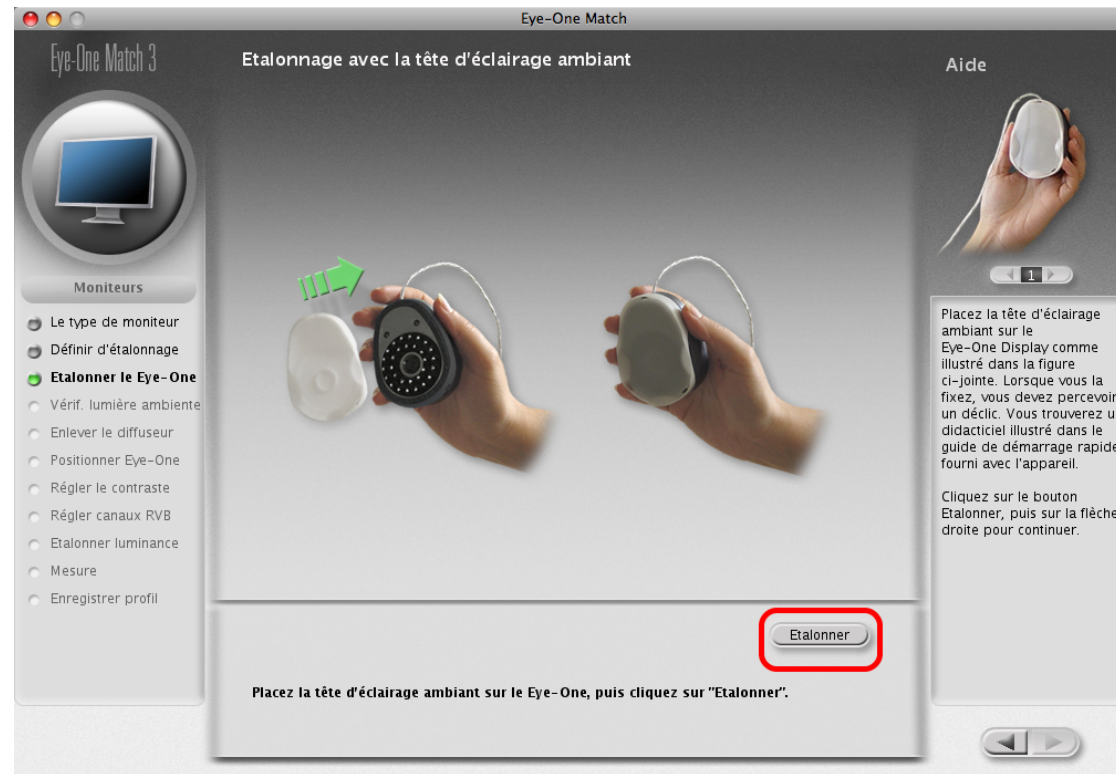 Eye-One Match
Eye-One Match 3
Etalonnage avec la tête d'éclairage ambiant
Aide
Moniteurs
Le type de moniteur
Définir d'étalonnage
Etalonner le Eye-One
Vérif. lumière ambiente
Enlever le diffuseur
Positionner Eye-One
Régler le contraste
Régler canaux RVB
Etalonner luminance
Mesure
Enregistrer profil
Etalonner
Placez la tête d'éclairage ambiant sur le Eye-One, puis cliquez sur "Etalonner".
1
Placez la tête d'éclairage
ambiant sur le
Eye-One Display comme
illustré dans la figure
ci-jointe. Lorsque vous la
fixez, vous devez percevoir
un déclic. Vous trouverez u
didacticiel illustré dans le
guide de démarrage rapide
fourni avec l'appareil.
Cliquez sur le bouton
Etalonner, puis sur la flèche
droite pour continuer.